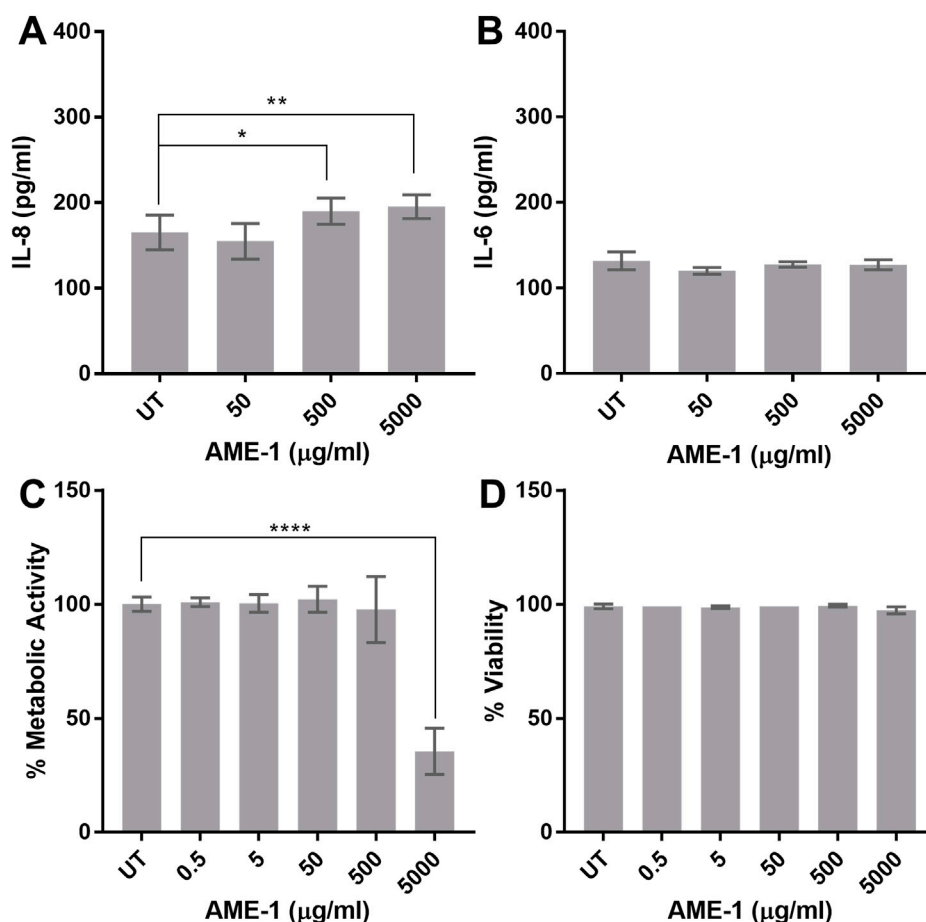 A
IL-8 (pg/ml)
400
300
200
100
0
**
*
UT
50
500
5000
AME-1 (μg/ml)
B
IL-6 (pg/ml)
400
300
200
100
0
UT
50
500
5000
AME-1 (μg/ml)
C
% Metabolic Activity
150
100
50
0
****
UT
0.5
5
50
500
5000
AME-1 (μg/ml)
D
% Viability
150
100
50
0
UT
0.5
5
50
500
5000
AME-1 (μg/ml)